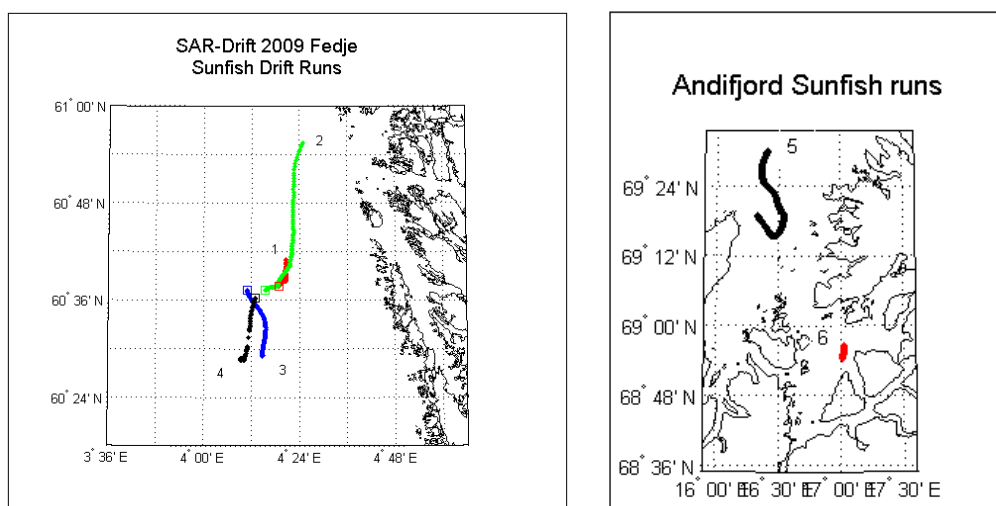 SAR-Drift 2009 Fedje
Sunfish Drift Runs
61° 00' N
60° 48' N
60° 36' N
60° 24' N
3° 36' E
4° 00' E
4° 24' E
4° 48' E
1
2
3
4
Andifjord Sunfish runs
69° 24' N
69° 12' N
69° 00' N
68° 48' N
68° 36' N
16° 00' E
16° 30' E
17° 00' E
17° 30' E
5
6